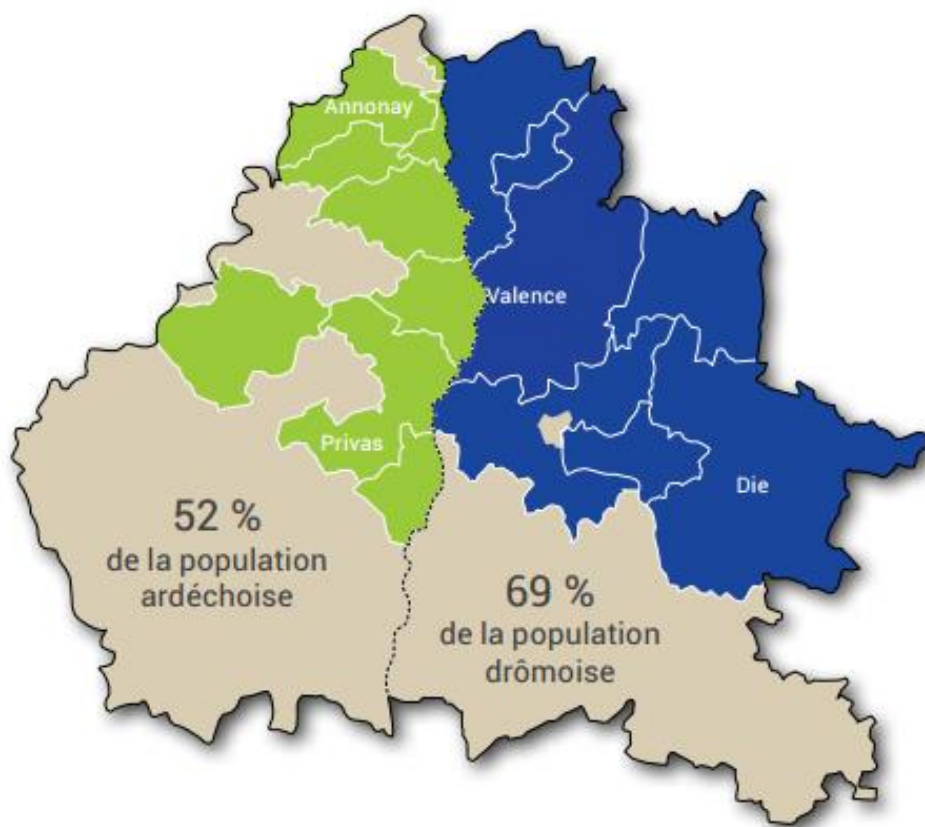 Annonay
Valence
Privas
Die
52 %
de la population
ardéchoise
69 %
de la population
drômoise